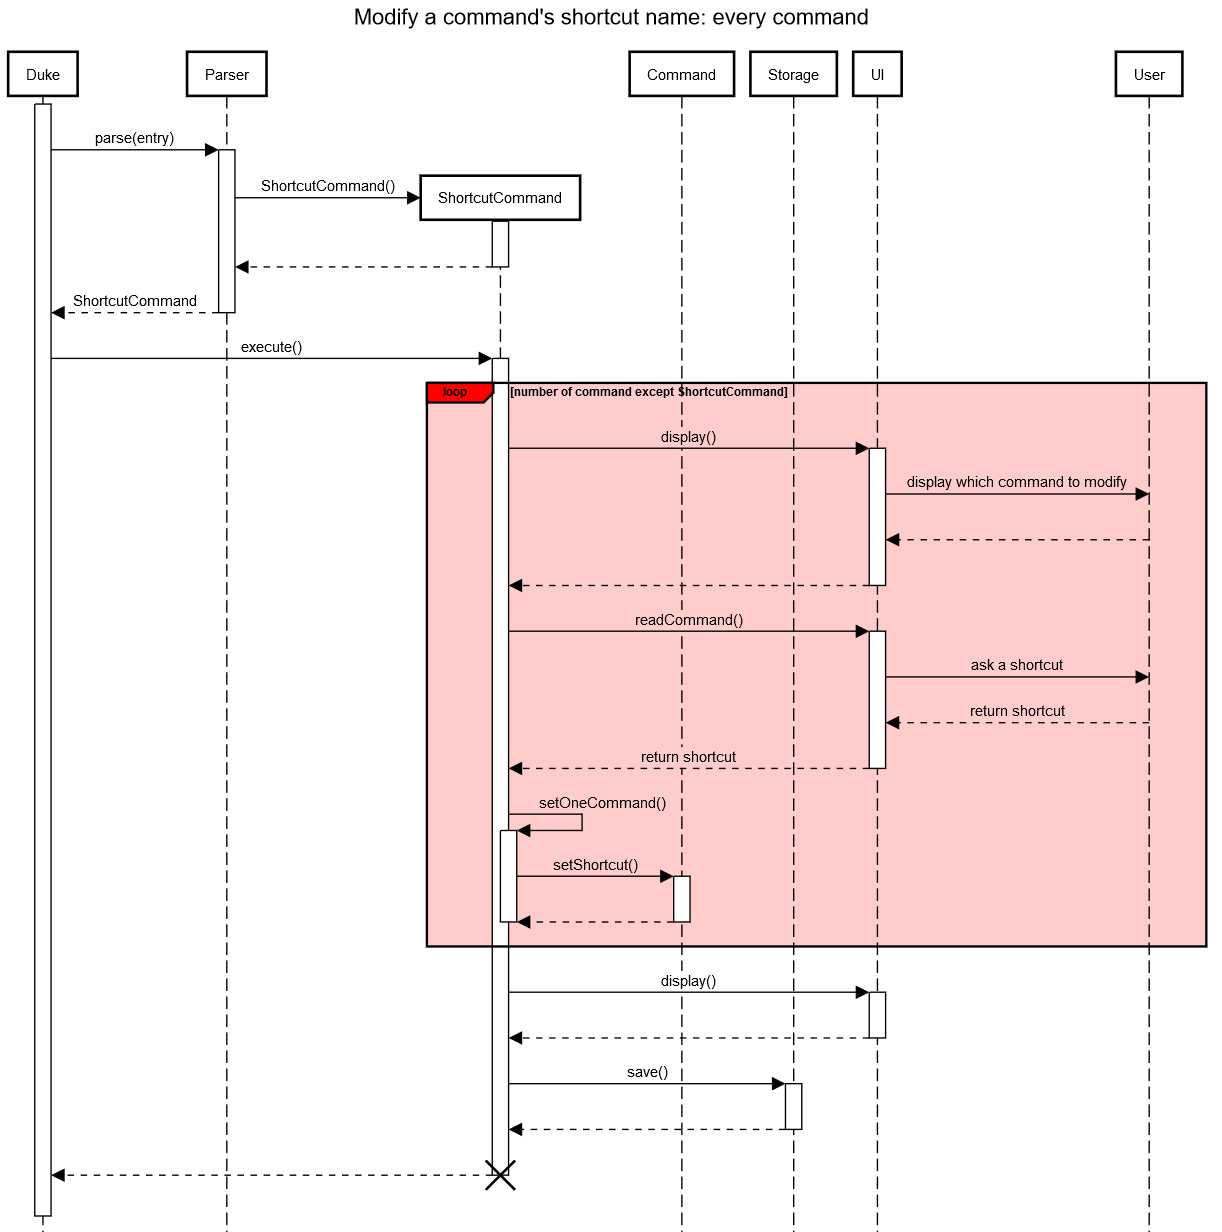 Modify a command's shortcut name: every command
Duke
Parser
Command
Storage
UI
User
parse(entry)
ShortcutCommand()
ShortcutCommand
ShortcutCommand
execute()
loop
[number of command except ShortcutCommand]
display()
display which command to modify
readCommand()
ask a shortcut
return shortcut
return shortcut
setOneCommand()
setShortcut()
display()
save()